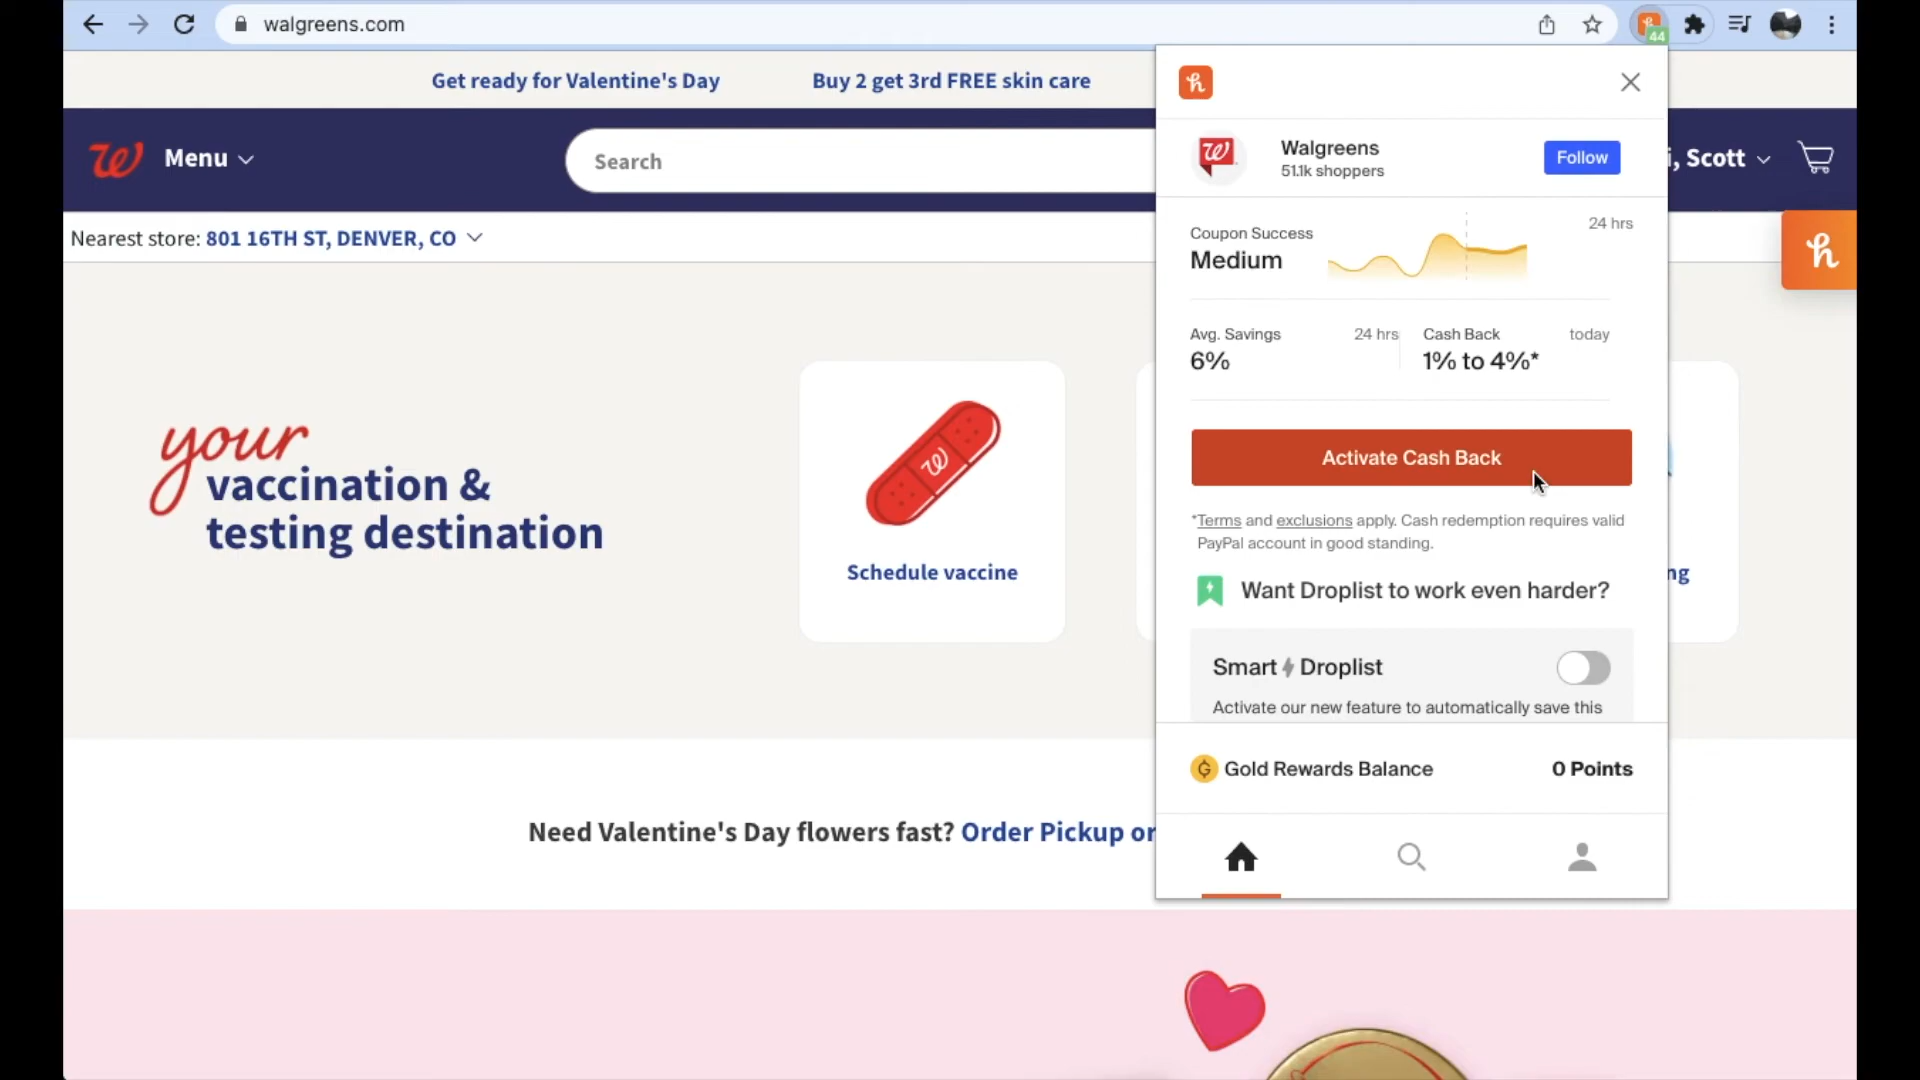 walgreens.com
44
Get ready for Valentine's Day
Buy 2 get 3rd FREE skin care
Menu
Search
, Scott
Nearest store: 801 16TH ST, DENVER, CO
your
vaccination &
testing destination
Schedule vaccine
ng
Need Valentine's Day flowers fast? Order Pickup or
h
Walgreens
51.1k shoppers
Follow
Coupon Success
Medium
24 hrs
Avg. Savings
24 hrs
6%
Cash Back
today
1% to 4%*
Activate Cash Back
*Terms and exclusions apply. Cash redemption requires valid
PayPal account in good standing.
Want Droplist to work even harder?
Smart Droplist
Activate our new feature to automatically save this
Gold Rewards Balance
0 Points
h